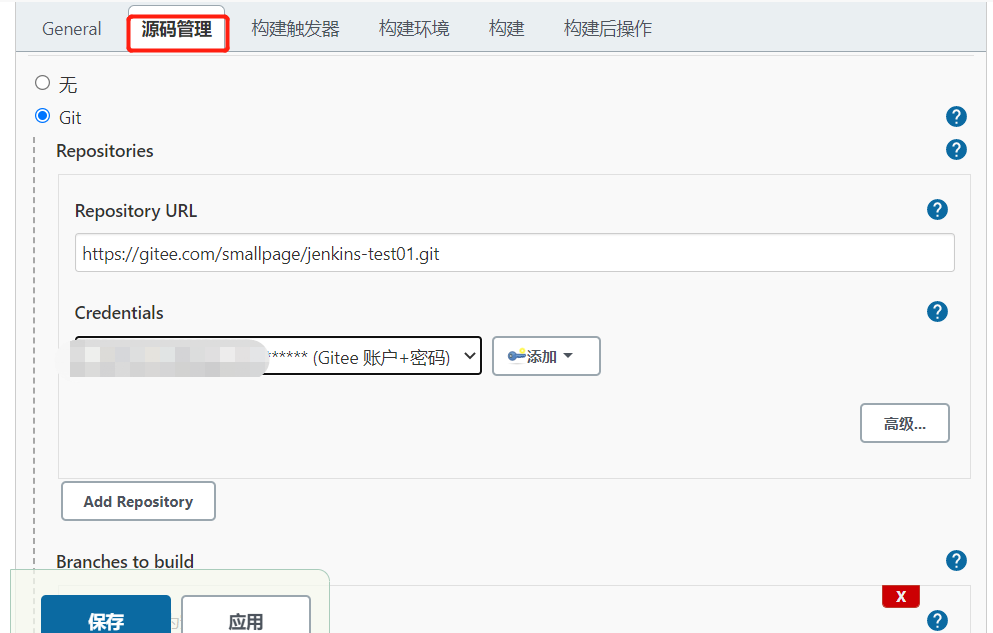 General 源码管理 构建触发器 构建环境 构建 构建后操作
无
Git
?
Repositories
?
Repository URL
?
https://gitee.com/smallpage/jenkins-test01.git
Credentials
?
****** (Gitee 账户+密码)
添加
高级...
Add Repository
Branches to build
?
X
保存
应用
?